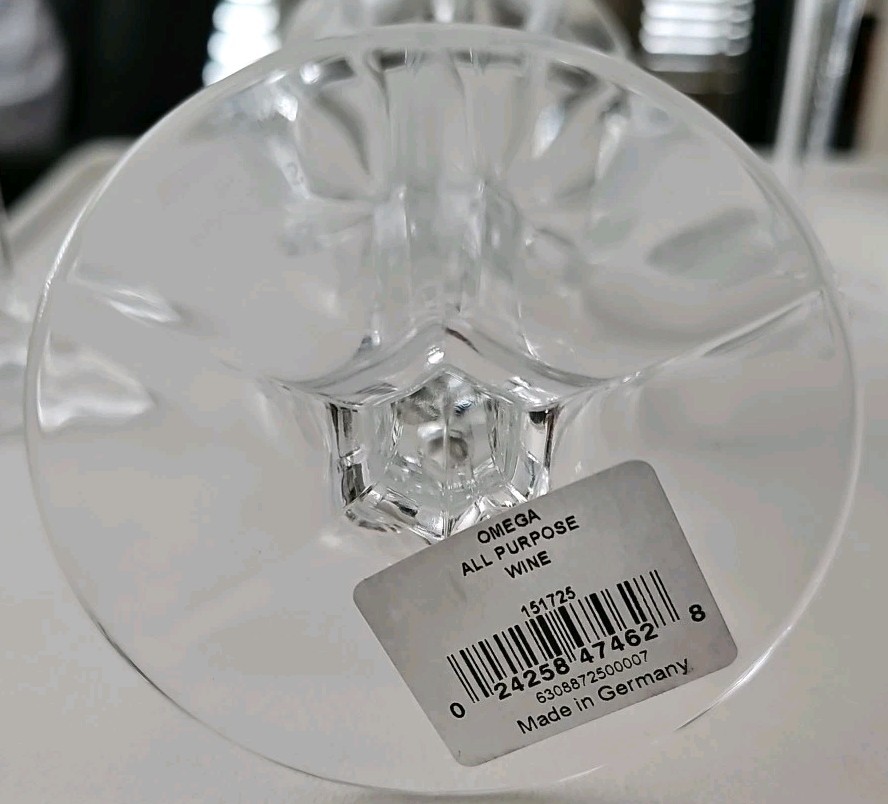 OMEGA
ALL PURPOSE
WINE
151725
0 24258 47462 8
6308872500007
Made in Germany